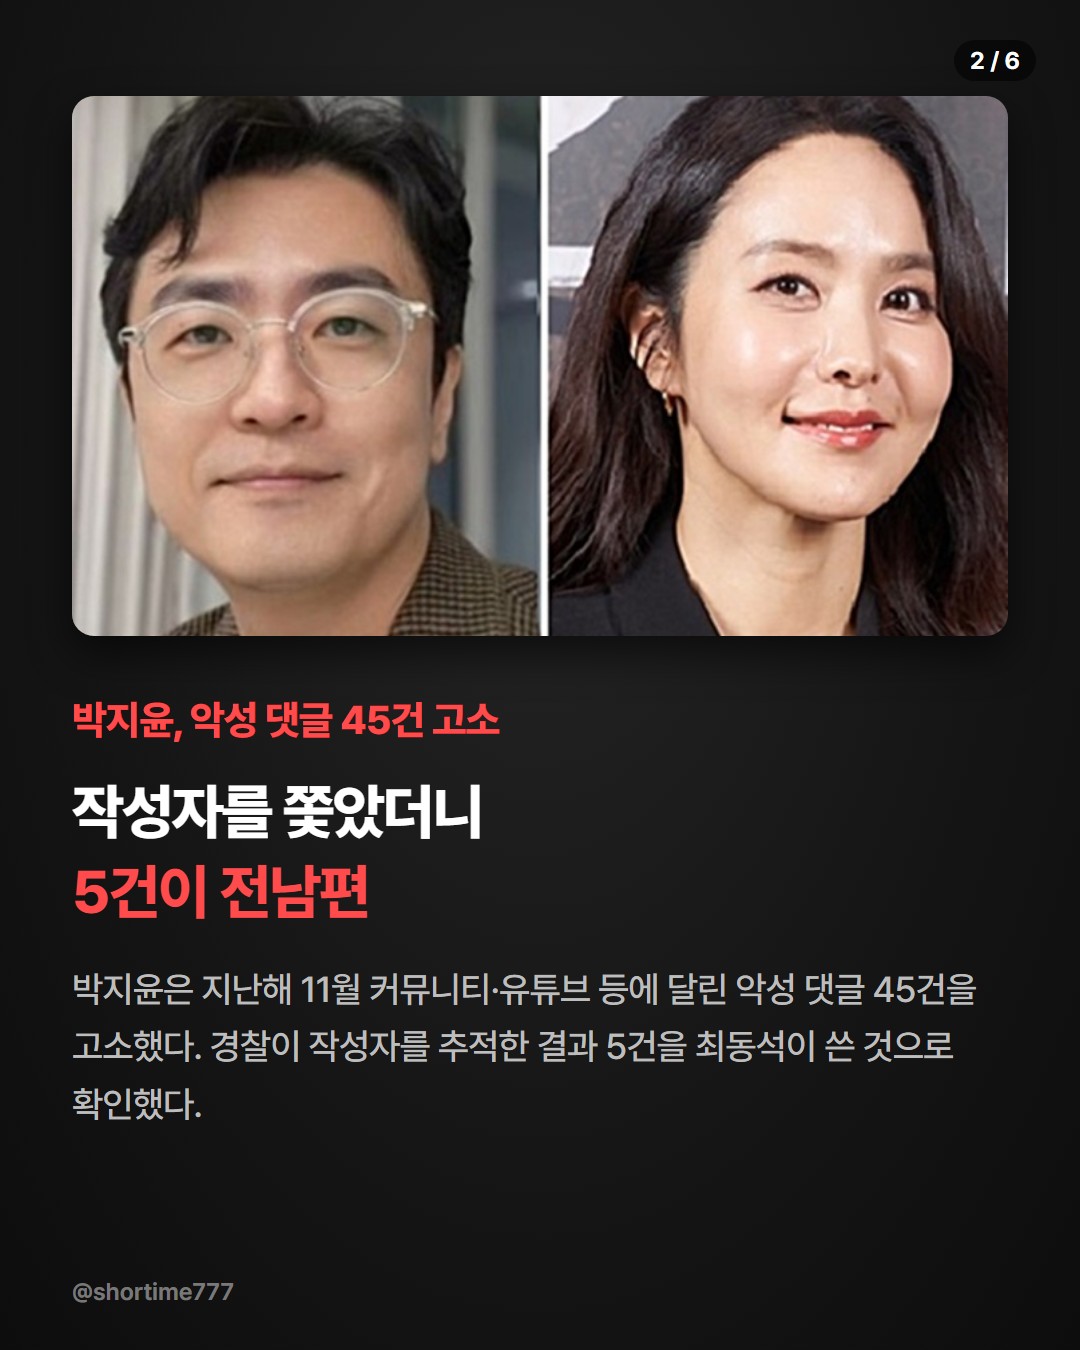 2 / 6
박지윤, 악성 댓글 45건 고소
작성자를 쫓았더니
5건이 전남편
박지윤은 지난해 11월 커뮤니티·유튜브 등에 달린 악성 댓글 45건을
고소했다. 경찰이 작성자를 추적한 결과 5건을 최동석이 쓴 것으로
확인했다.
@shortime777